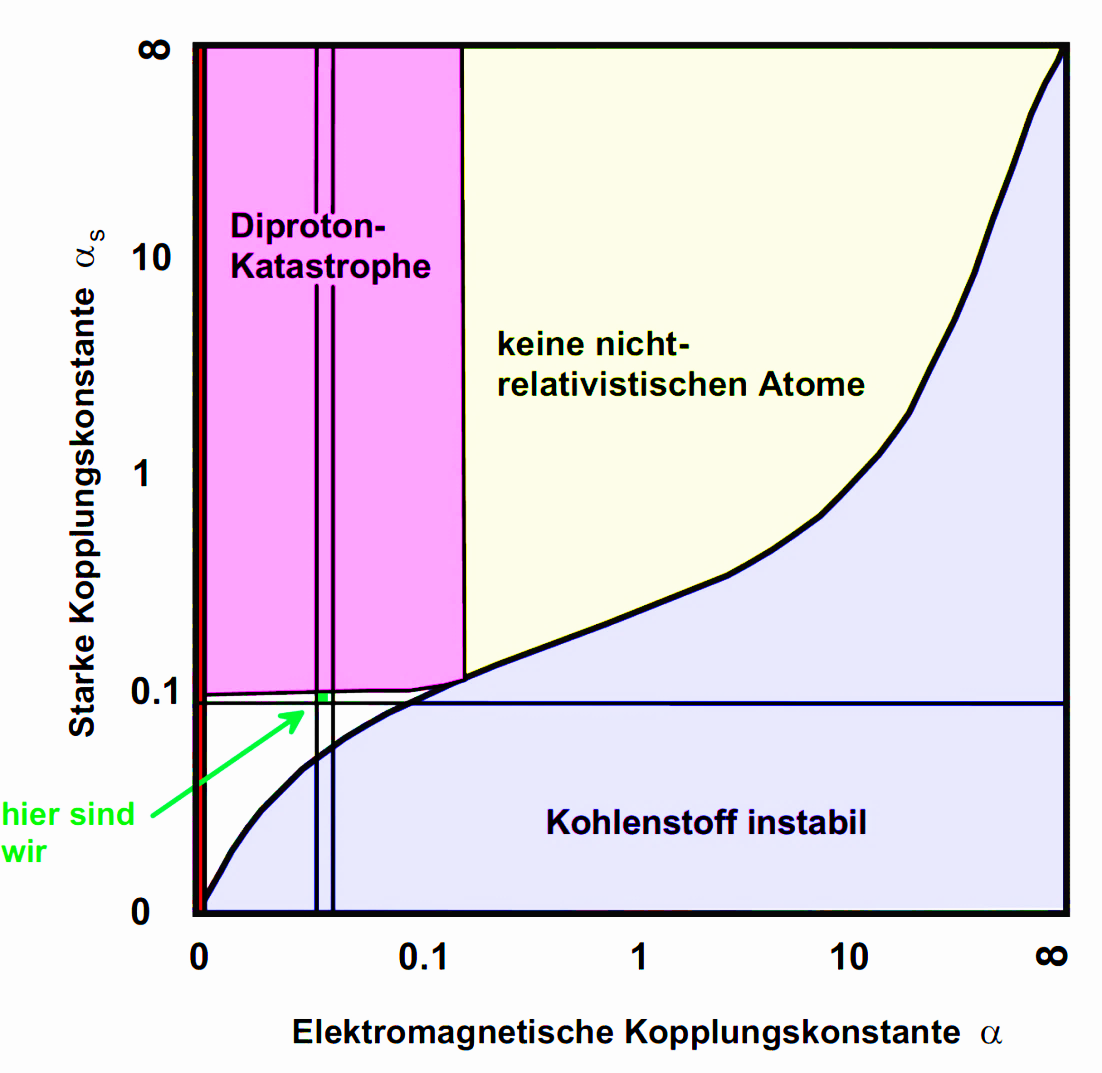 ∞
10
1
0.1
0
Starke Kopplungskonstante αs
Diproton-
Katastrophe
keine nicht-
relativistischen Atome
hier sind
wir
Kohlenstoff instabil
0 0.1 1 10 ∞
Elektromagnetische Kopplungskonstante α